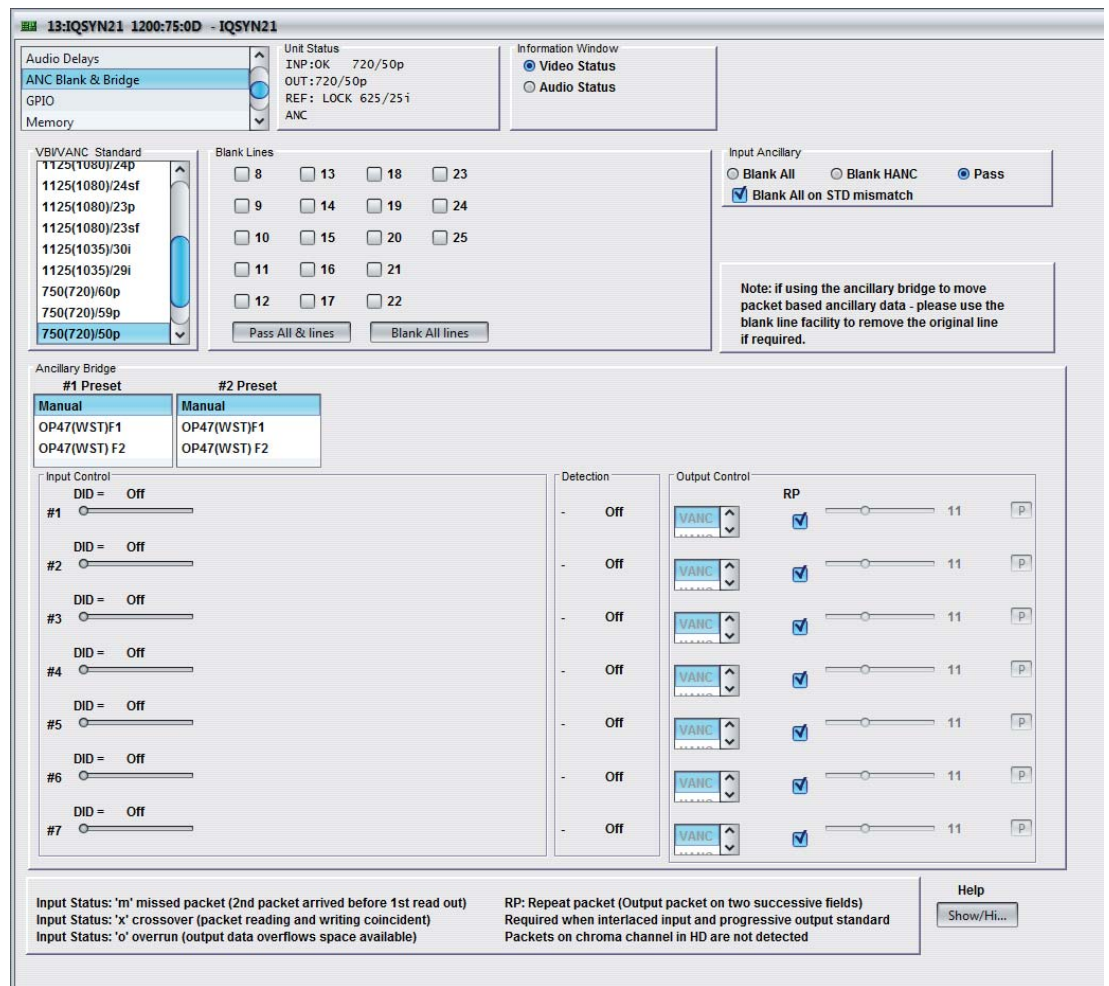 13:IQSYN21 1200:75:0D - IQSYN21
Audio Delays
ANC Blank & Bridge
GPIO
Memory
Unit Status
INP:OK 720/50p
OUT:720/50p
REF: LOCK 625/25i
ANC
Information Window
Video Status
Audio Status
VBI/VANC Standard
1125(1080)/24p
1125(1080)/24sf
1125(1080)/23p
1125(1080)/23sf
1125(1035)/30i
1125(1035)/29i
750(720)/60p
750(720)/59p
750(720)/50p
Blank Lines
8 13 18 23
9 14 19 24
10 15 20 25
11 16 21
12 17 22
Pass All & lines Blank All lines
Input Ancillary
Blank All Blank HANC Pass
Blank All on STD mismatch
Note: if using the ancillary bridge to move
packet based ancillary data - please use the
blank line facility to remove the original line
if required.
Ancillary Bridge
#1 Preset #2 Preset
Manual Manual
OP47(WST)F1 OP47(WST)F1
OP47(WST) F2 OP47(WST) F2
Input Control Detection Output Control
DID = Off RP
#1 - Off VANC 11 P
DID = Off
#2 - Off VANC 11 P
DID = Off
#3 - Off VANC 11 P
DID = Off
#4 - Off VANC 11 P
DID = Off
#5 - Off VANC 11 P
DID = Off
#6 - Off VANC 11 P
DID = Off
#7 - Off VANC 11 P
Input Status: 'm' missed packet (2nd packet arrived before 1st read out)
Input Status: 'x' crossover (packet reading and writing coincident)
Input Status: 'o' overrun (output data overflows space available)
RP: Repeat packet (Output packet on two successive fields)
Required when interlaced input and progressive output standard
Packets on chroma channel in HD are not detected
Help
Show/Hi...